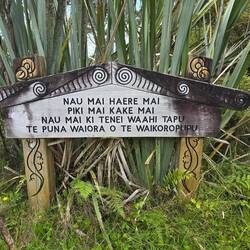 NAU MAI HAERE MAI
PIKI MAI KAKE MAI
NAU MAI KI TENEI WAAHI TAPU
TE PUNA WAIORA O TE WAIKOROPUPU